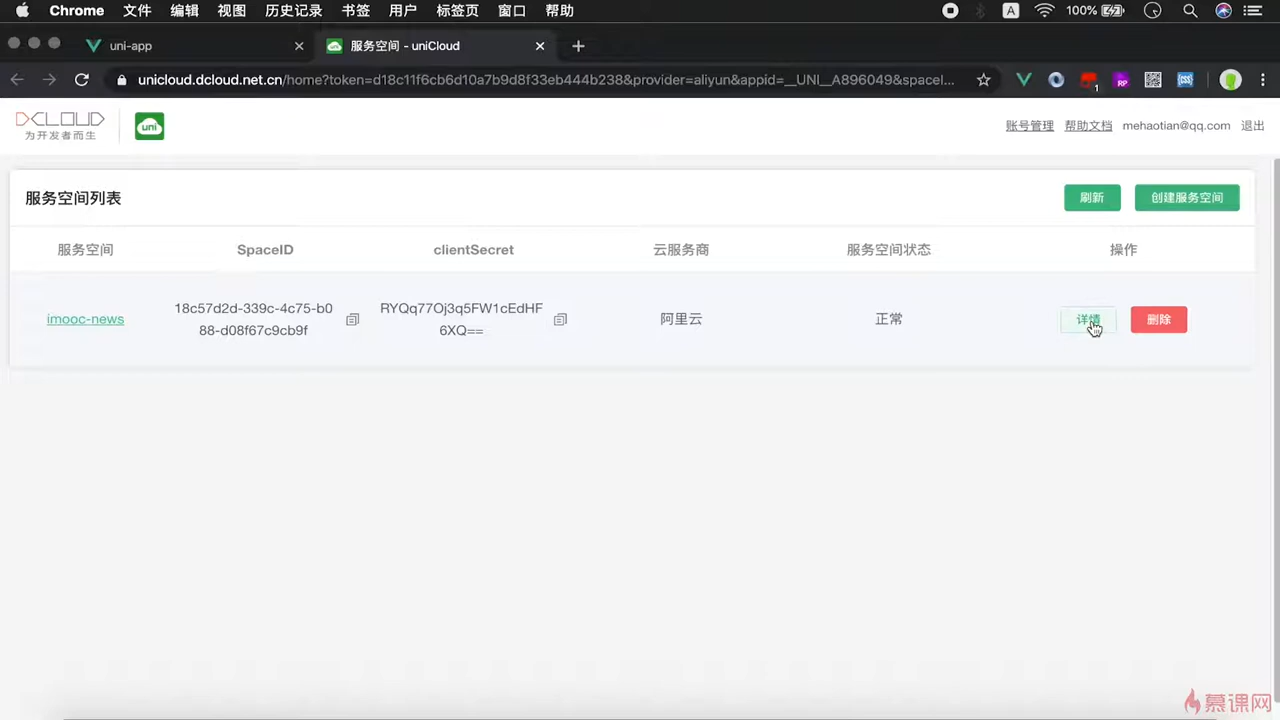 Chrome 文件 编辑 视图 历史记录 书签 用户 标签页 窗口 帮助 A 100%
uni-app 服务空间 - uniCloud
unicloud.dcloud.net.cn/home?token=d18c11f6cb6d10a7b9d8f33eb444b238&provider=aliyun&appid=__UNI__A896049&spaceI... RP 1
DCLOUD
为开发者而生
uni
账号管理 帮助文档 mehaotian@qq.com 退出
服务空间列表 刷新 创建服务空间
服务空间 SpaceID clientSecret 云服务商 服务空间状态 操作
imooc-news 18c57d2d-339c-4c75-b0 RYQq77Oj3q5FW1cEdHF 阿里云 正常 详情 删除
88-d08f67c9cb9f 6XQ==
慕课网